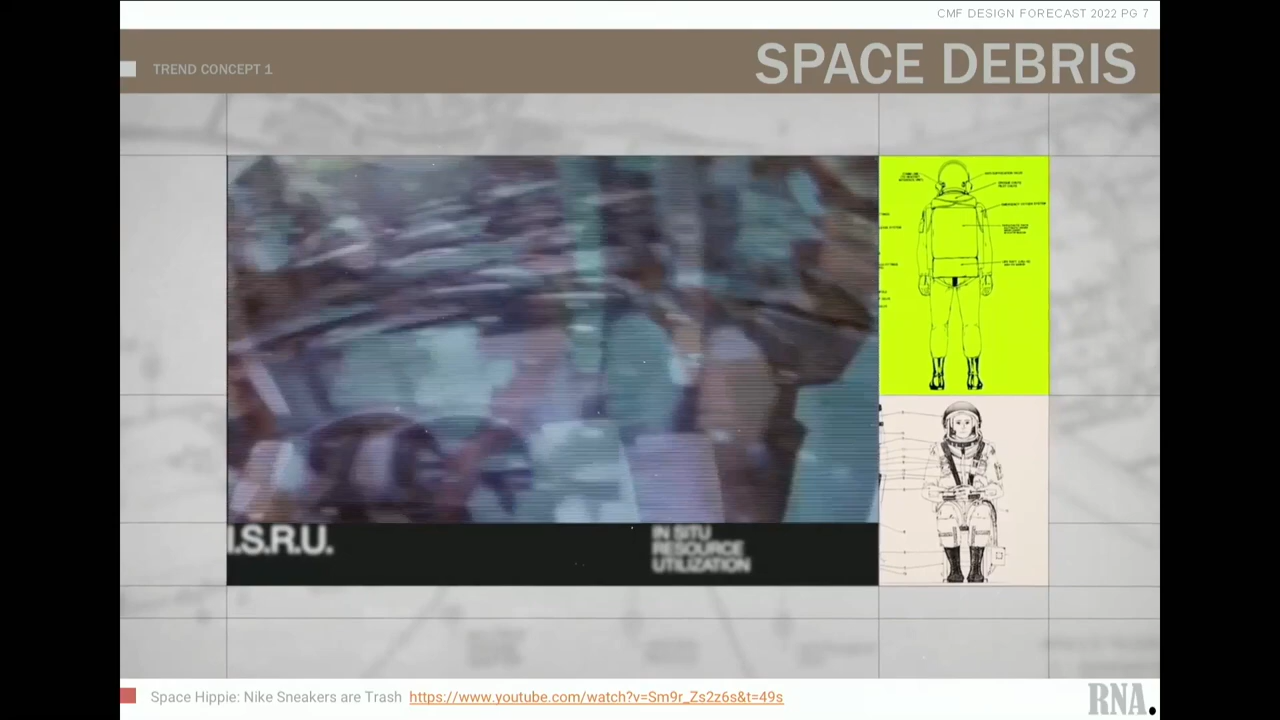 CMF DESIGN FORECAST 2022 PG 7
TREND CONCEPT 1
SPACE DEBRIS
I.S.R.U.
IN SITU
RESOURCE
UTILIZATION
Space Hippie: Nike Sneakers are Trash https://www.youtube.com/watch?v=Sm9r_Zs2z6s&t=49s
RNA.